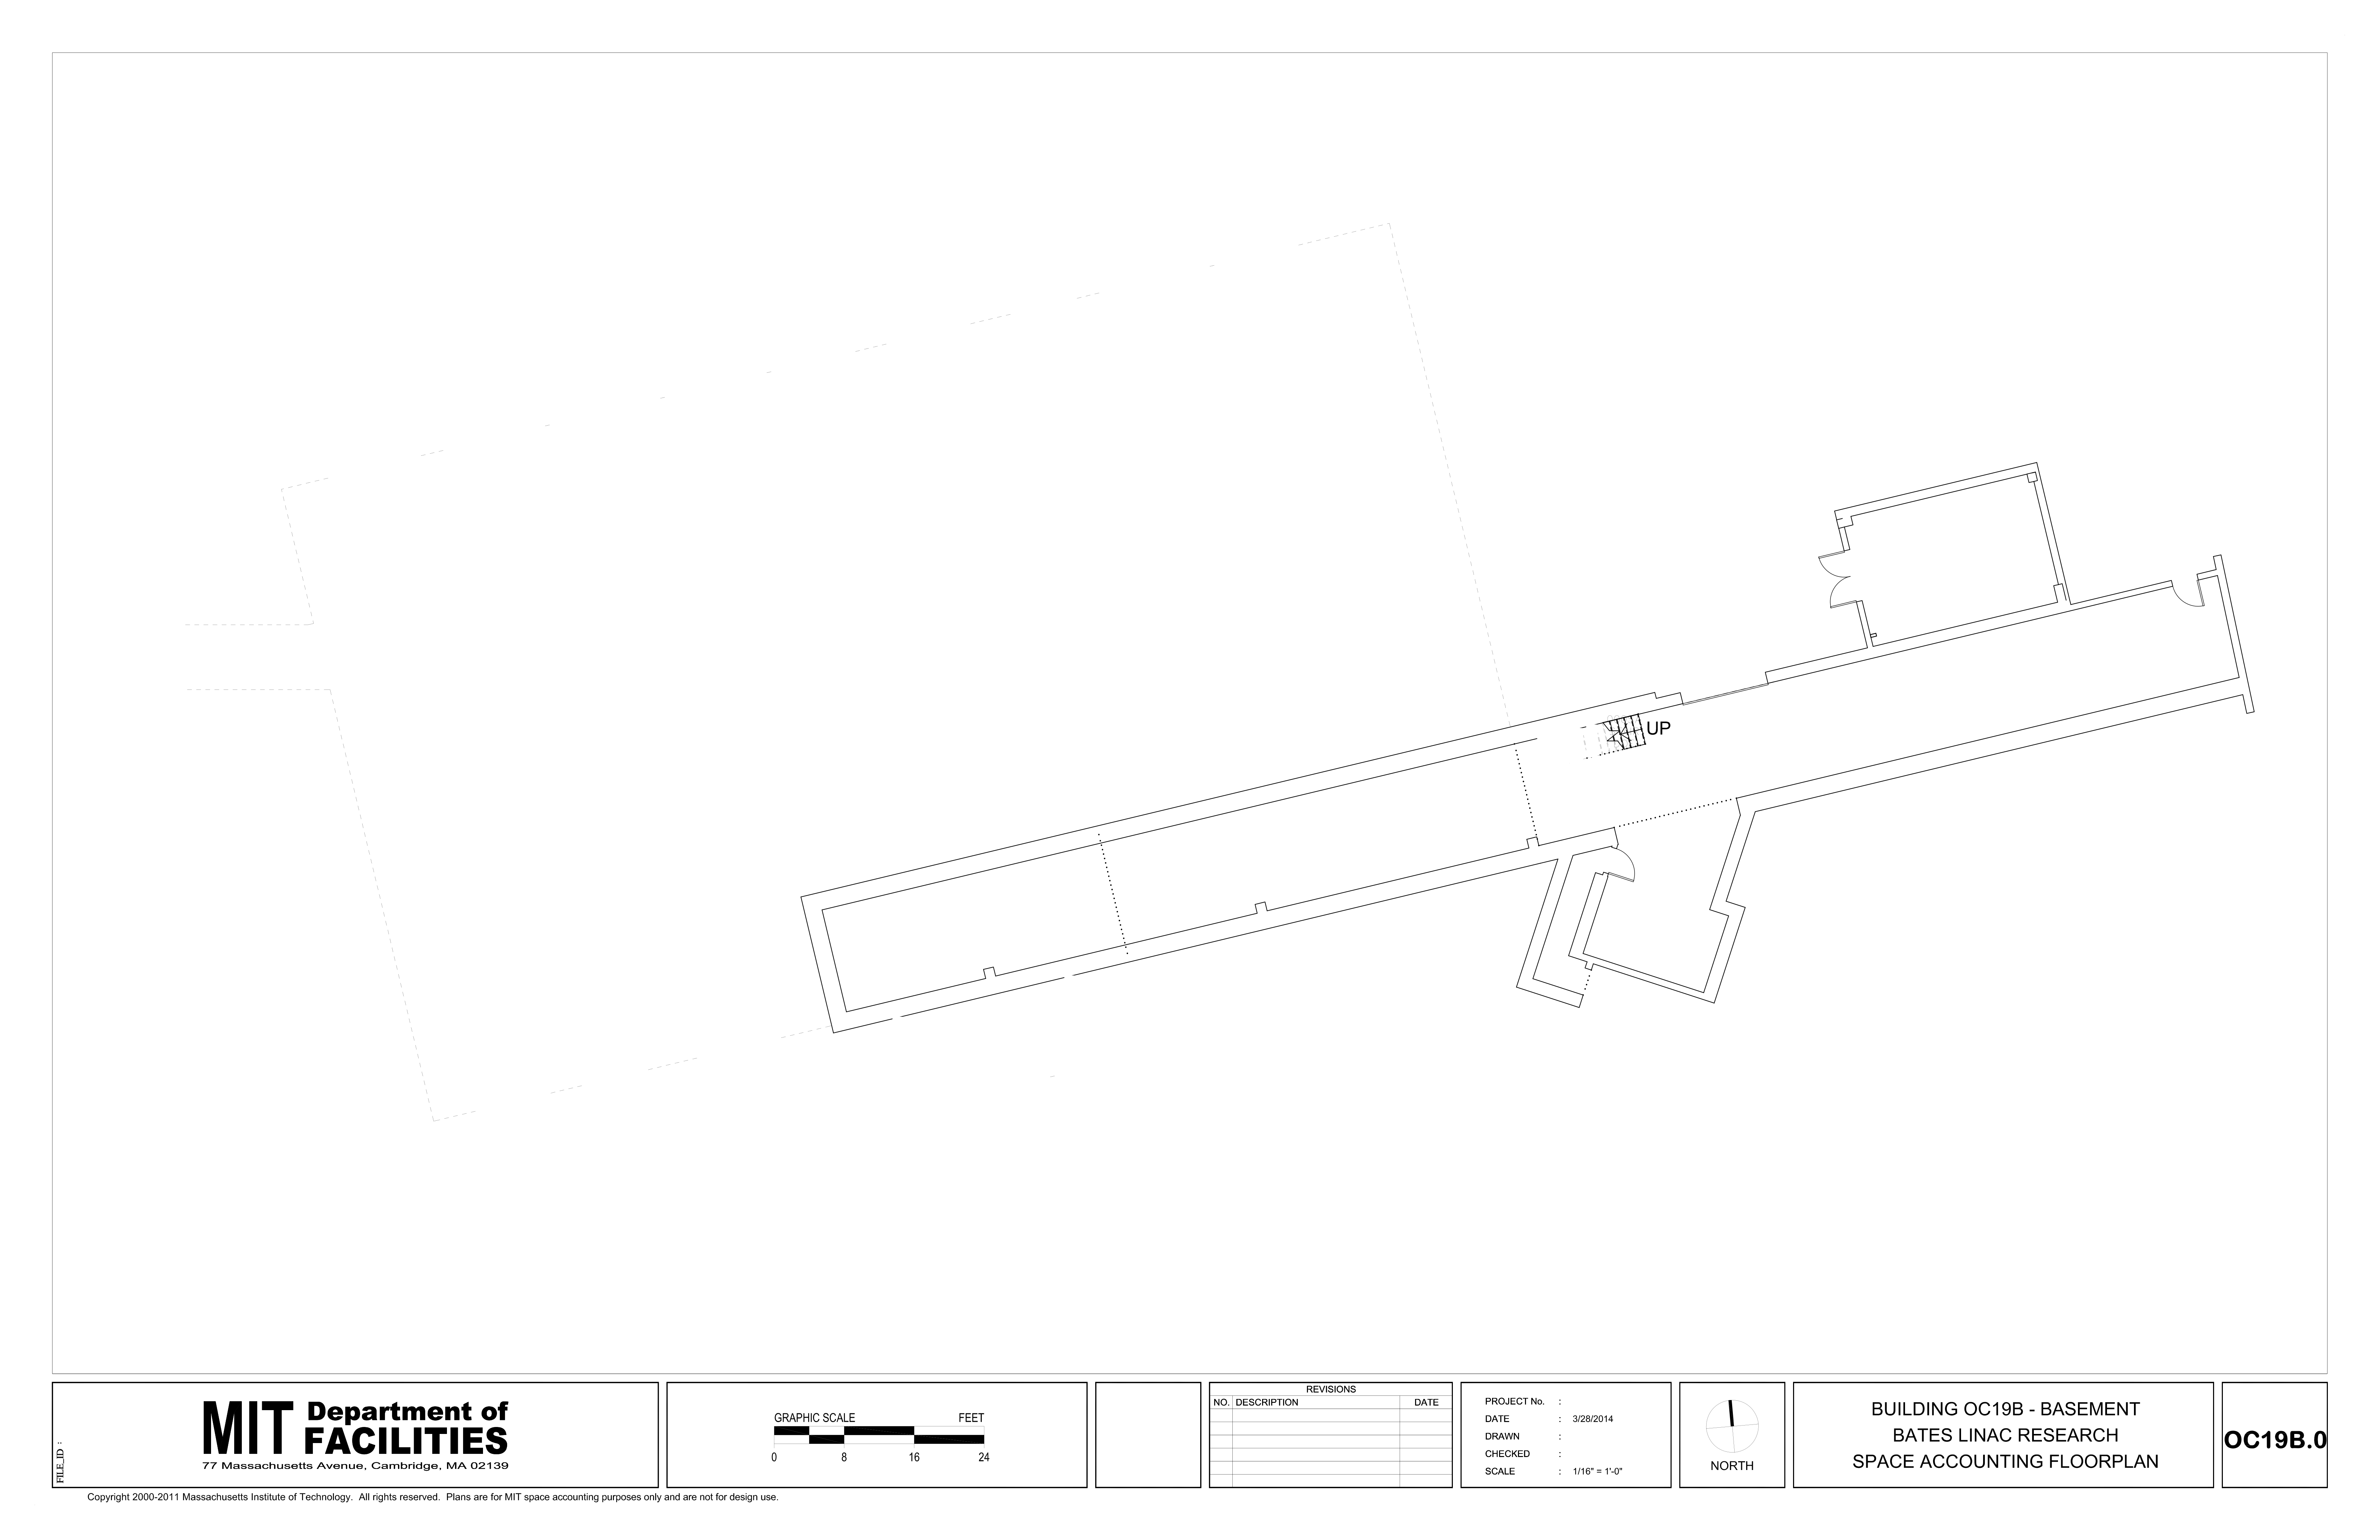 UP
MIT Department of
FACILITIES
77 Massachusetts Avenue, Cambridge, MA 02139
FILE_ID :
GRAPHIC SCALE FEET
0 8 16 24
REVISIONS
NO. DESCRIPTION DATE
PROJECT No. :
DATE : 3/28/2014
DRAWN :
CHECKED :
SCALE : 1/16" = 1'-0"
NORTH
BUILDING OC19B - BASEMENT
BATES LINAC RESEARCH
SPACE ACCOUNTING FLOORPLAN
OC19B.0
Copyright 2000-2011 Massachusetts Institute of Technology. All rights reserved. Plans are for MIT space accounting purposes only and are not for design use.